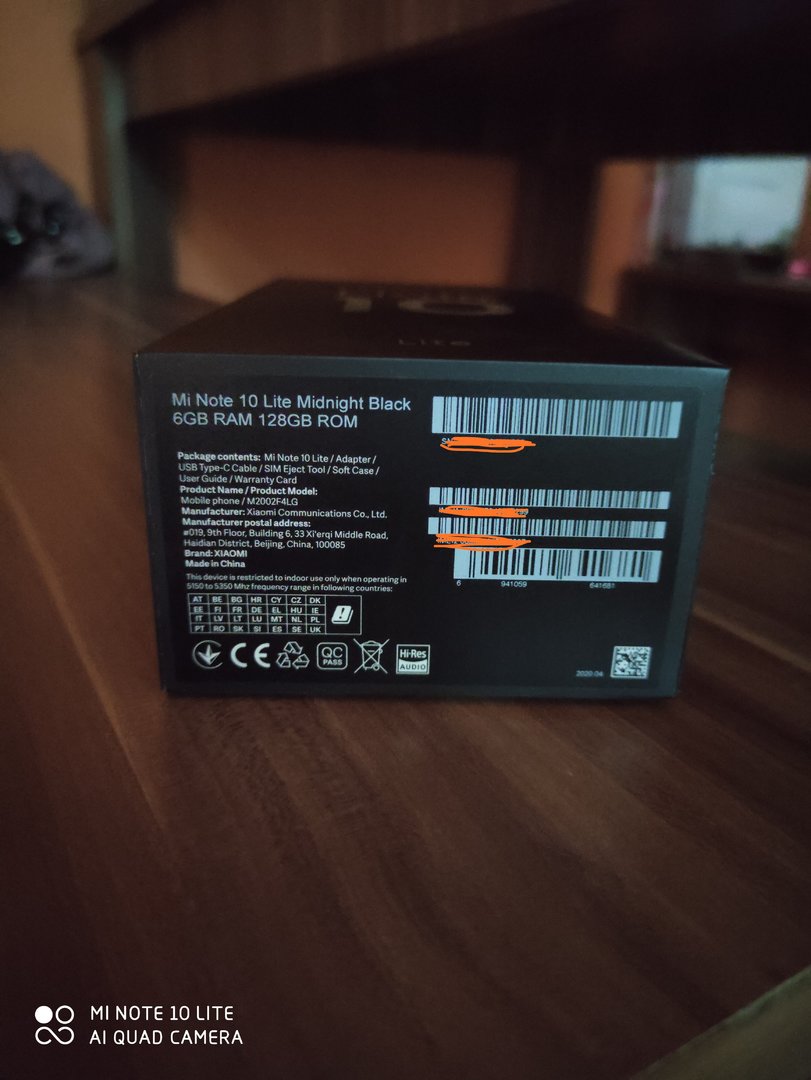 10
Lite
Mi Note 10 Lite Midnight Black
6GB RAM 128GB ROM
Package contents: Mi Note 10 Lite / Adapter /
USB Type-C Cable / SIM Eject Tool / Soft Case /
User Guide / Warranty Card
Product Name / Product Model:
Mobile phone / M2002F4LG
Manufacturer: Xiaomi Communications Co., Ltd.
Manufacturer postal address:
#019, 9th Floor, Building 6, 33 Xi'erqi Middle Road,
Haidian District, Beijing, China, 100085
Brand: XIAOMI
Made in China
This device is restricted to indoor use only when operating in
5150 to 5350 Mhz frequency range in following countries:
AT BE BG HR CY CZ DK
EE FI FR DE EL HU IE
IT LV LT LU MT NL PL
PT RO SK SI ES SE UK
CE
QC
PASS
Hi-Res
AUDIO
6 941059 641681
2020.04
MI NOTE 10 LITE
AI QUAD CAMERA